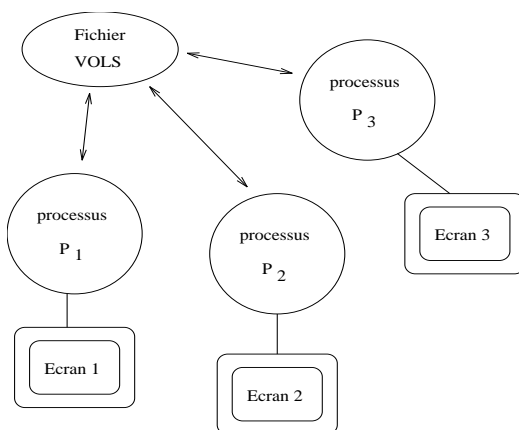 Fichier
VOLS
processus
P 3
processus
P 1
processus
P 2
Ecran 3
Ecran 1
Ecran 2